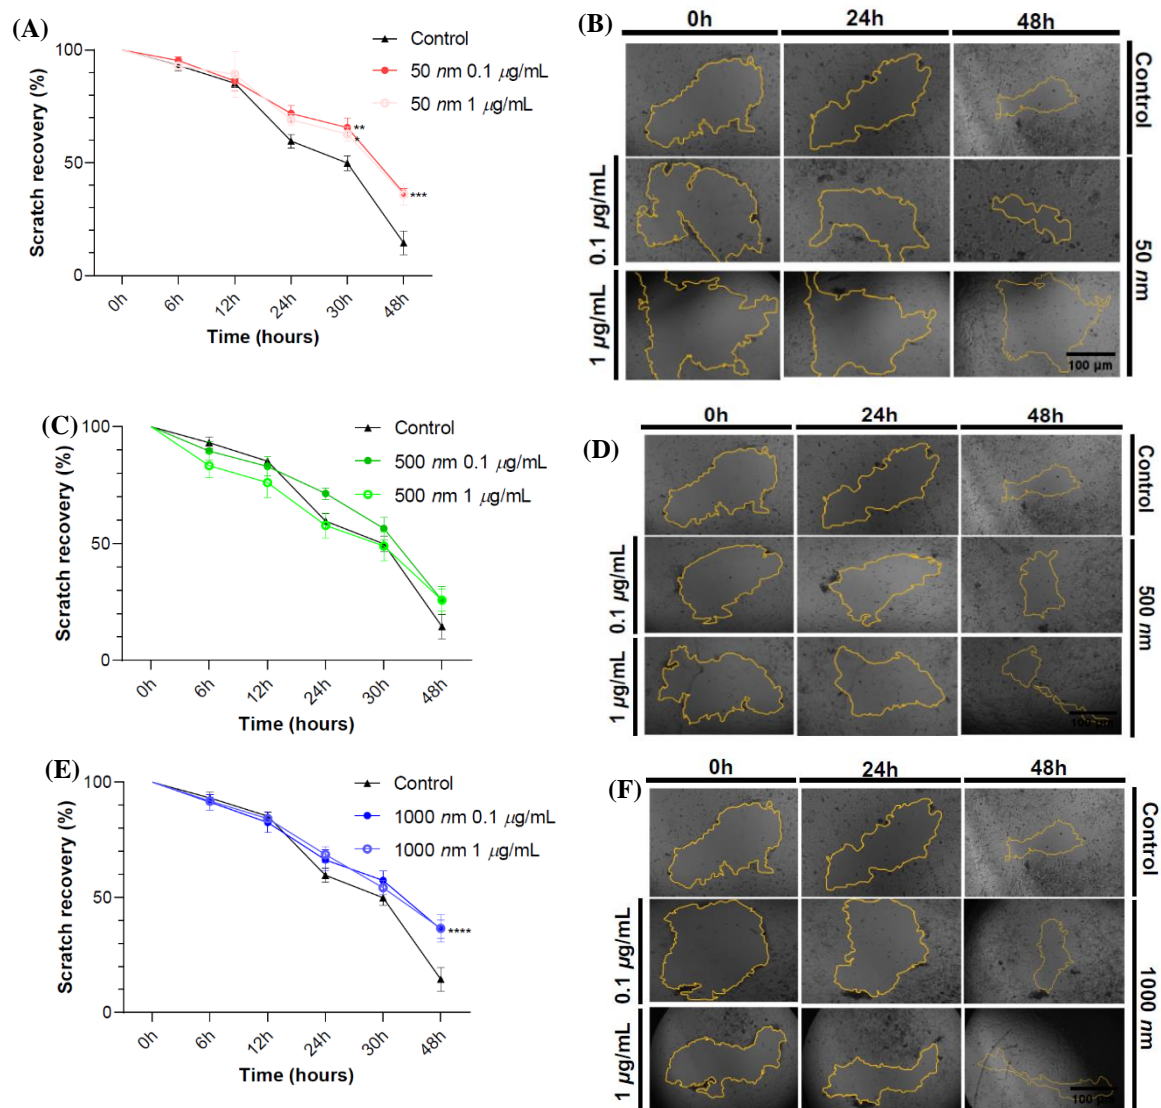 (A)
Control
50 nm 0.1 μg/mL
50 nm 1 μg/mL
Scratch recovery (%)
100
50
0
**
*
***
0h 6h 12h 24h 30h 48h
Time (hours)
(B)
0h 24h 48h
Control
0.1 μg/mL
1 μg/mL
50 nm
100 μm
(C)
Control
500 nm 0.1 μg/mL
500 nm 1 μg/mL
Scratch recovery (%)
100
50
0
0h 6h 12h 24h 30h 48h
Time (hours)
(D)
0h 24h 48h
Control
0.1 μg/mL
1 μg/mL
500 nm
100 μm
(E)
Control
1000 nm 0.1 μg/mL
1000 nm 1 μg/mL
Scratch recovery (%)
100
50
0
****
0h 6h 12h 24h 30h 48h
Time (hours)
(F)
0h 24h 48h
Control
0.1 μg/mL
1 μg/mL
1000 nm
100 μm